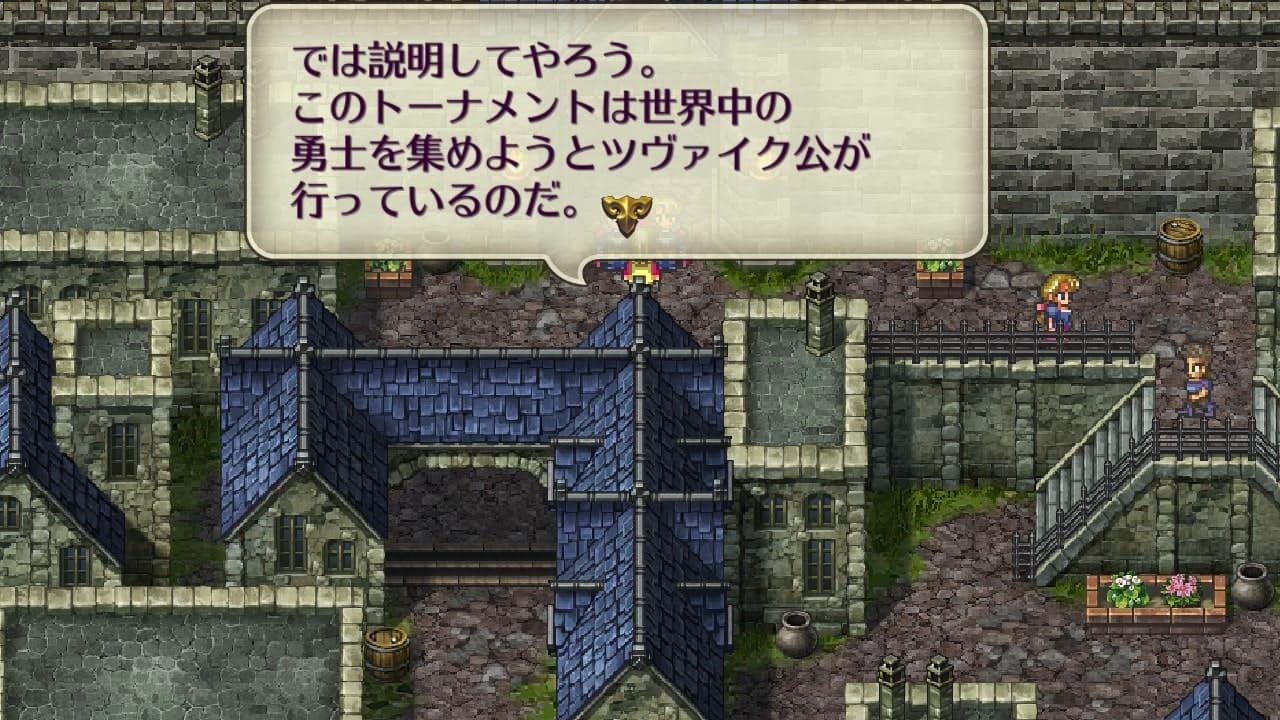 では説明してやろう。
このトーナメントは世界中の
勇士を集めようとツヴァイク公が
行っているのだ。